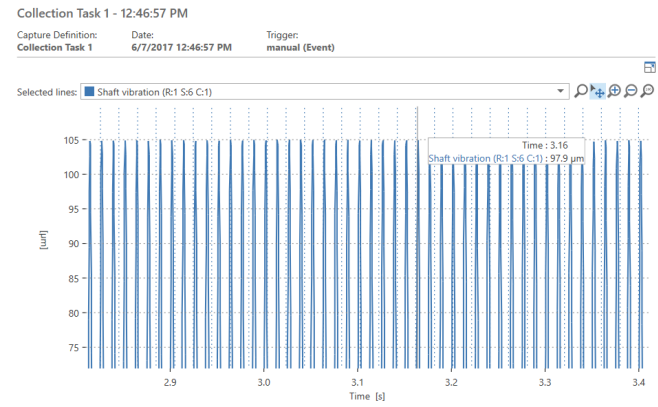 Collection Task 1 - 12:46:57 PM
Capture Definition: Date: Trigger:
Collection Task 1 6/7/2017 12:46:57 PM manual (Event)
Selected lines: Shaft vibration (R:1 S:6 C:1)
105
100
95
90
85
80
75
[µm]
Time : 3.16
Shaft vibration (R:1 S:6 C:1) : 97.9 µm
2.9 3.0 3.1 3.2 3.3 3.4
Time [s]